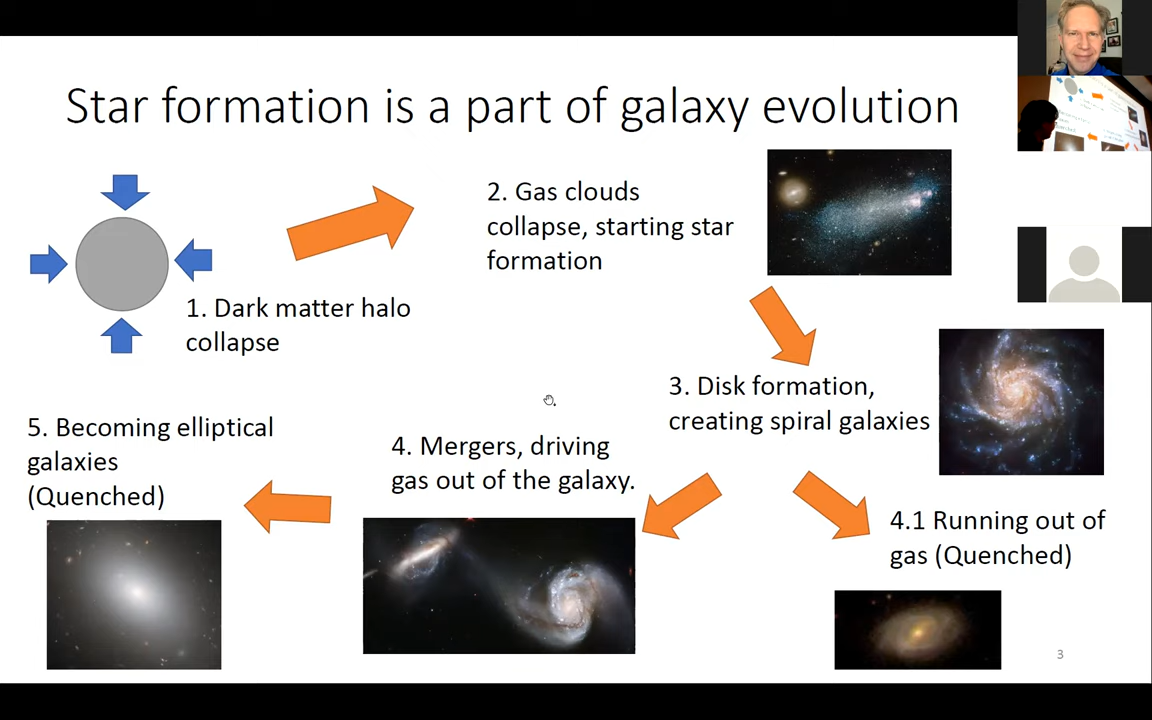 Star formation is a part of galaxy evolution
1. Dark matter halo
collapse
2. Gas clouds
collapse, starting star
formation
3. Disk formation,
creating spiral galaxies
4. Mergers, driving
gas out of the galaxy.
4.1 Running out of
gas (Quenched)
5. Becoming elliptical
galaxies
(Quenched)
3